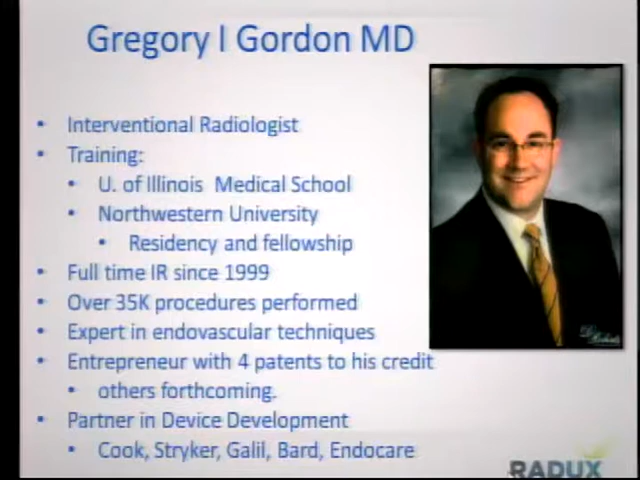 Gregory I Gordon MD
• Interventional Radiologist
• Training:
• U. of Illinois Medical School
• Northwestern University
• Residency and fellowship
• Full time IR since 1999
• Over 35K procedures performed
• Expert in endovascular techniques
• Entrepreneur with 4 patents to his credit
• others forthcoming.
• Partner in Device Development
• Cook, Stryker, Galil, Bard, Endocare
RADUX